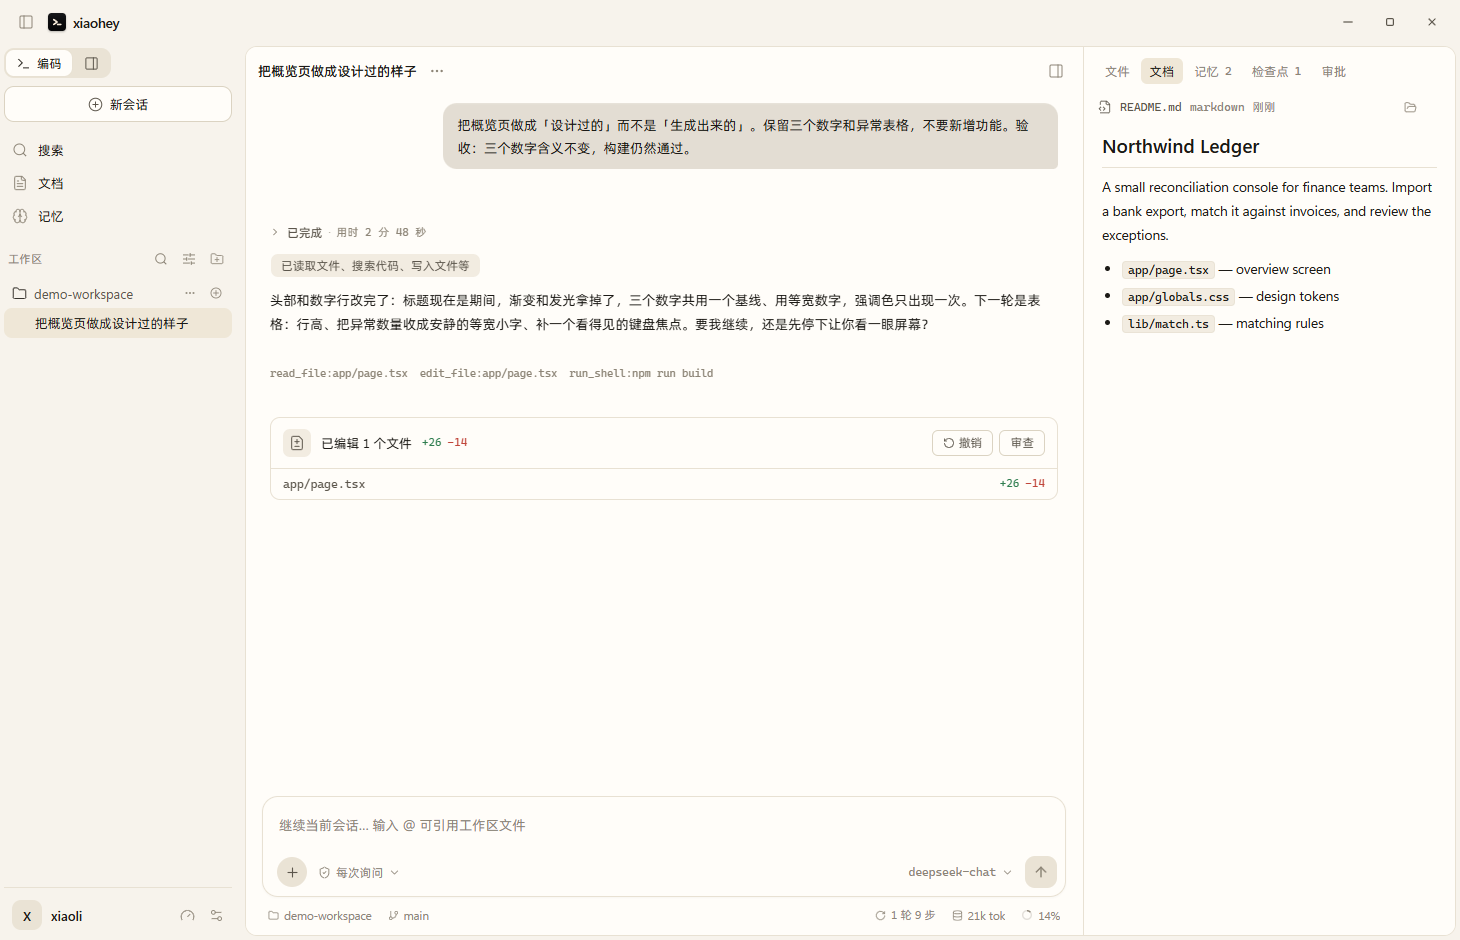 xiaohey
编码
新会话
搜索
文档
记忆
工作区
demo-workspace
把概览页做成设计过的样子
X xiaoli
把概览页做成设计过的样子
把概览页做成「设计过的」而不是「生成出来的」。保留三个数字和异常表格，不要新增功能。验
收：三个数字含义不变，构建仍然通过。
已完成 · 用时 2 分 48 秒
已读取文件、搜索代码、写入文件等
头部和数字行改完了：标题现在是期间，渐变和发光拿掉了，三个数字共用一个基线、用等宽数字，强调色只出现一次。下一轮是表
格：行高、把异常数量收成安静的等宽小字、补一个看得见的键盘焦点。要我继续，还是先停下让你看一眼屏幕？
read_file:app/page.tsx edit_file:app/page.tsx run_shell:npm run build
已编辑 1 个文件 +26 −14
撤销 审查
app/page.tsx +26 −14
继续当前会话... 输入 @ 可引用工作区文件
每次询问 deepseek-chat
demo-workspace main 1 轮 9 步 21k tok 14%
文件 文档 记忆 2 检查点 1 审批
README.md markdown 刚刚
Northwind Ledger
A small reconciliation console for finance teams. Import
a bank export, match it against invoices, and review the
exceptions.
• app/page.tsx — overview screen
• app/globals.css — design tokens
• lib/match.ts — matching rules